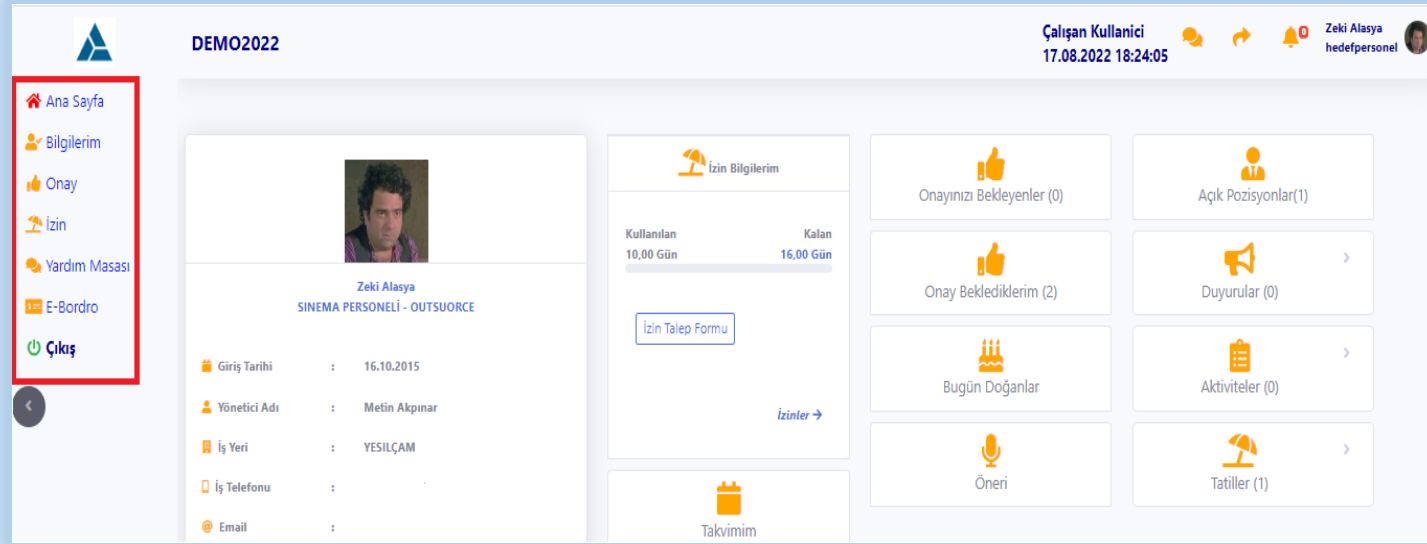 DEMO2022
Çalışan Kullanici
17.08.2022 18:24:05
0
Zeki Alasya
hedefpersonel
Ana Sayfa
Bilgilerim
Onay
İzin
Yardım Masası
E-Bordro
Çıkış
Zeki Alasya
SINEMA PERSONELİ - OUTSUORCE
Giriş Tarihi : 16.10.2015
Yönetici Adı : Metin Akpınar
İş Yeri : YESILÇAM
İş Telefonu :
Email :
İzin Bilgilerim
Kullanılan Kalan
10,00 Gün 16,00 Gün
İzin Talep Formu
İzinler →
Takvimim
Onayınızı Bekleyenler (0)
Açık Pozisyonlar(1)
Onay Beklediklerim (2)
Duyurular (0)
Bugün Doğanlar
Aktiviteler (0)
Öneri
Tatiller (1)